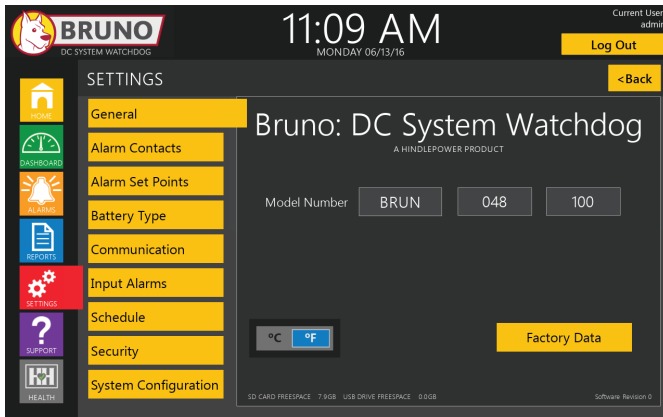 BRUNO
DC SYSTEM WATCHDOG
11:09 AM
MONDAY 06/13/16
Current User
admin
Log Out
SETTINGS
<Back
HOME
DASHBOARD
ALARMS
REPORTS
SETTINGS
SUPPORT
HEALTH
General
Alarm Contacts
Alarm Set Points
Battery Type
Communication
Input Alarms
Schedule
Security
System Configuration
Bruno: DC System Watchdog
A HINDLEPOWER PRODUCT
Model Number BRUN 048 100
°C °F
Factory Data
SD CARD FREESPACE 7.9GB USB DRIVE FREESPACE 0.0GB
Software Revision 0